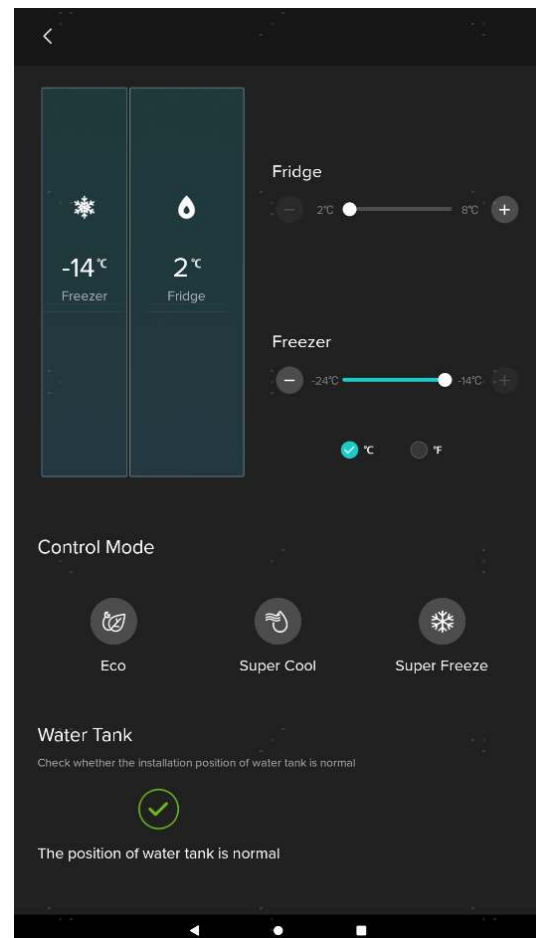 -14°C
Freezer
2°C
Fridge
Fridge
2°C
8°C
Freezer
-24°C
-14°C
°C
°F
Control Mode
Eco
Super Cool
Super Freeze
Water Tank
Check whether the installation position of water tank is normal
The position of water tank is normal